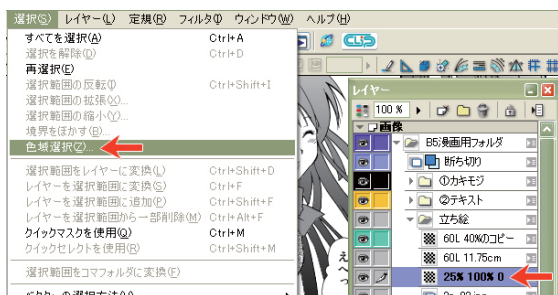 選択(S) レイヤー(L) 定規(R) フィルタ(I) ウィンドウ(W) ヘルプ(H)
すべてを選択(A) Ctrl+A
選択を解除(D) Ctrl+D
再選択(E)
選択範囲の反転(I) Ctrl+Shift+I
選択範囲の拡張(X)...
選択範囲の縮小(Y)...
境界をぼかす(B)...
色域選択(Z)...
選択範囲をレイヤーに変換(L) Ctrl+Shift+D
レイヤーを選択範囲に変換(S) Ctrl+F
レイヤーを選択範囲に追加(P) Ctrl+Shift+F
レイヤーを選択範囲から一部削除(M) Ctrl+Alt+F
クイックマスクを使用(Q) Ctrl+M
クイックセレクトを使用(R) Ctrl+Shift+M
選択範囲をコマフォルダに変換(F)
CLiP
レイヤー
100 %
画像
B5漫画用フォルダ
断ち切り
①カキモジ
②テキスト
立ち絵
60L 40%のコピー
60L 11.75cm
25% 100% 0